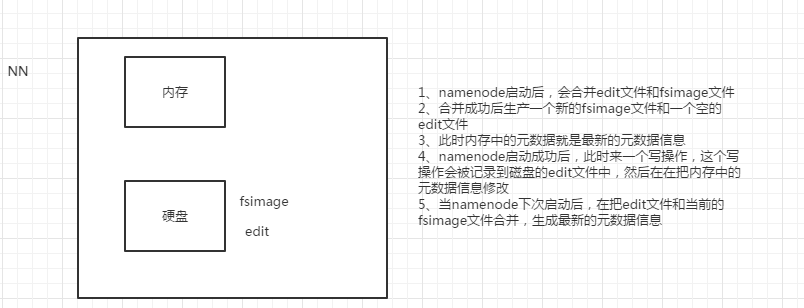 NN
内存
硬盘
fsimage
edit
1、namenode启动后，会合并edit文件和fsimage文件
2、合并成功后生产一个新的fsimage文件和一个空的
edit文件
3、此时内存中的元数据就是最新的元数据信息
4、namenode启动成功后，此时来一个写操作，这个写
操作会被记录到磁盘的edit文件中，然后在在把内存中的
元数据信息修改
5、当namenode下次启动后，在把edit文件和当前的
fsimage文件合并，生成最新的元数据信息